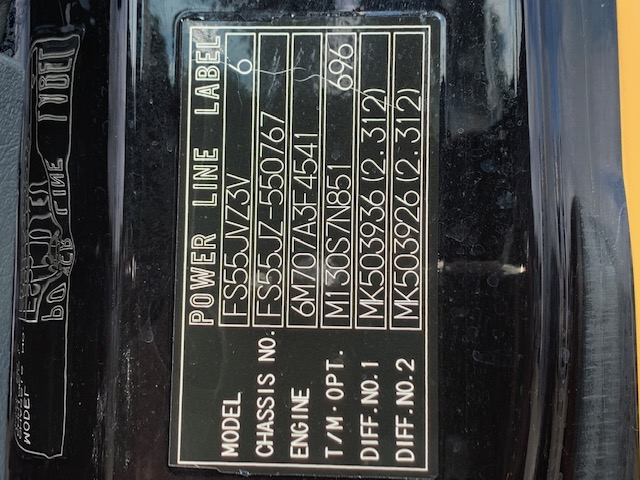 POWER LINE LABEL
MODEL FS55JVZ3V 6
CHASSIS NO. FS55JZ-550767
ENGINE 6M707A3F4541
T/M·OPT. M130S7N851 696
DIFF.NO.1 MK503936(2.312)
DIFF.NO.2 MK503926(2.312)